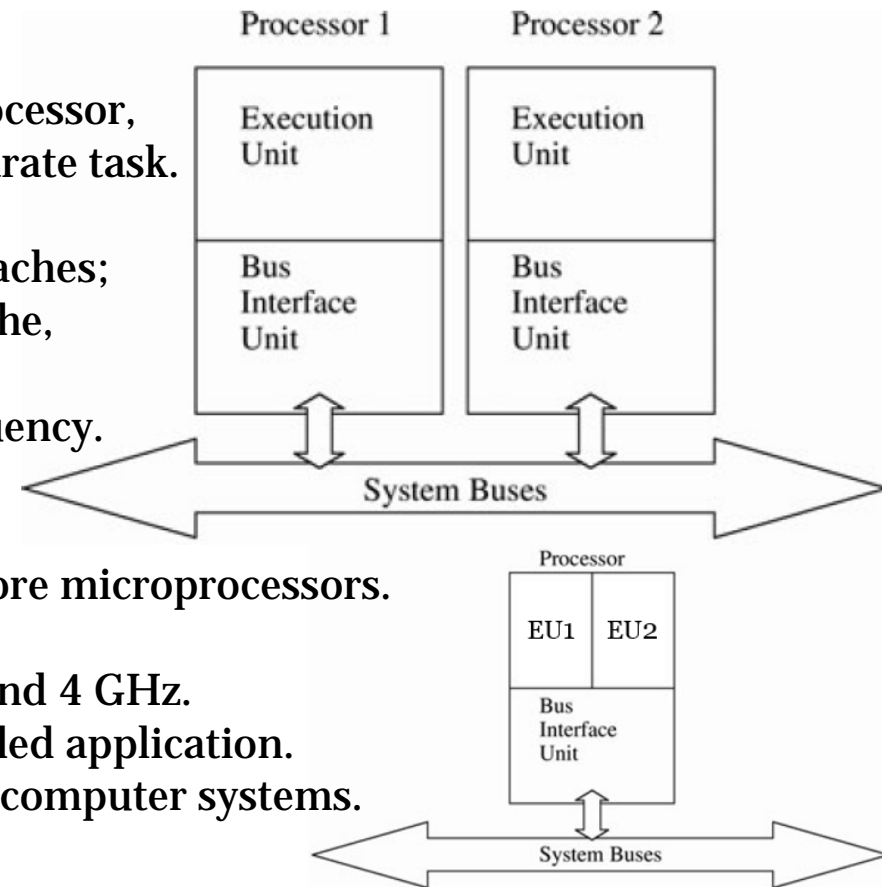 Processor 1
Processor 2
Execution
Unit
Bus
Interface
Unit
Execution
Unit
Bus
Interface
Unit
System Buses
ocessor,
rate task.
aches;
he,
uency.
ore microprocessors.
nd 4 GHz.
led application.
computer systems.
Processor
EU1
EU2
Bus
Interface
Unit
System Buses